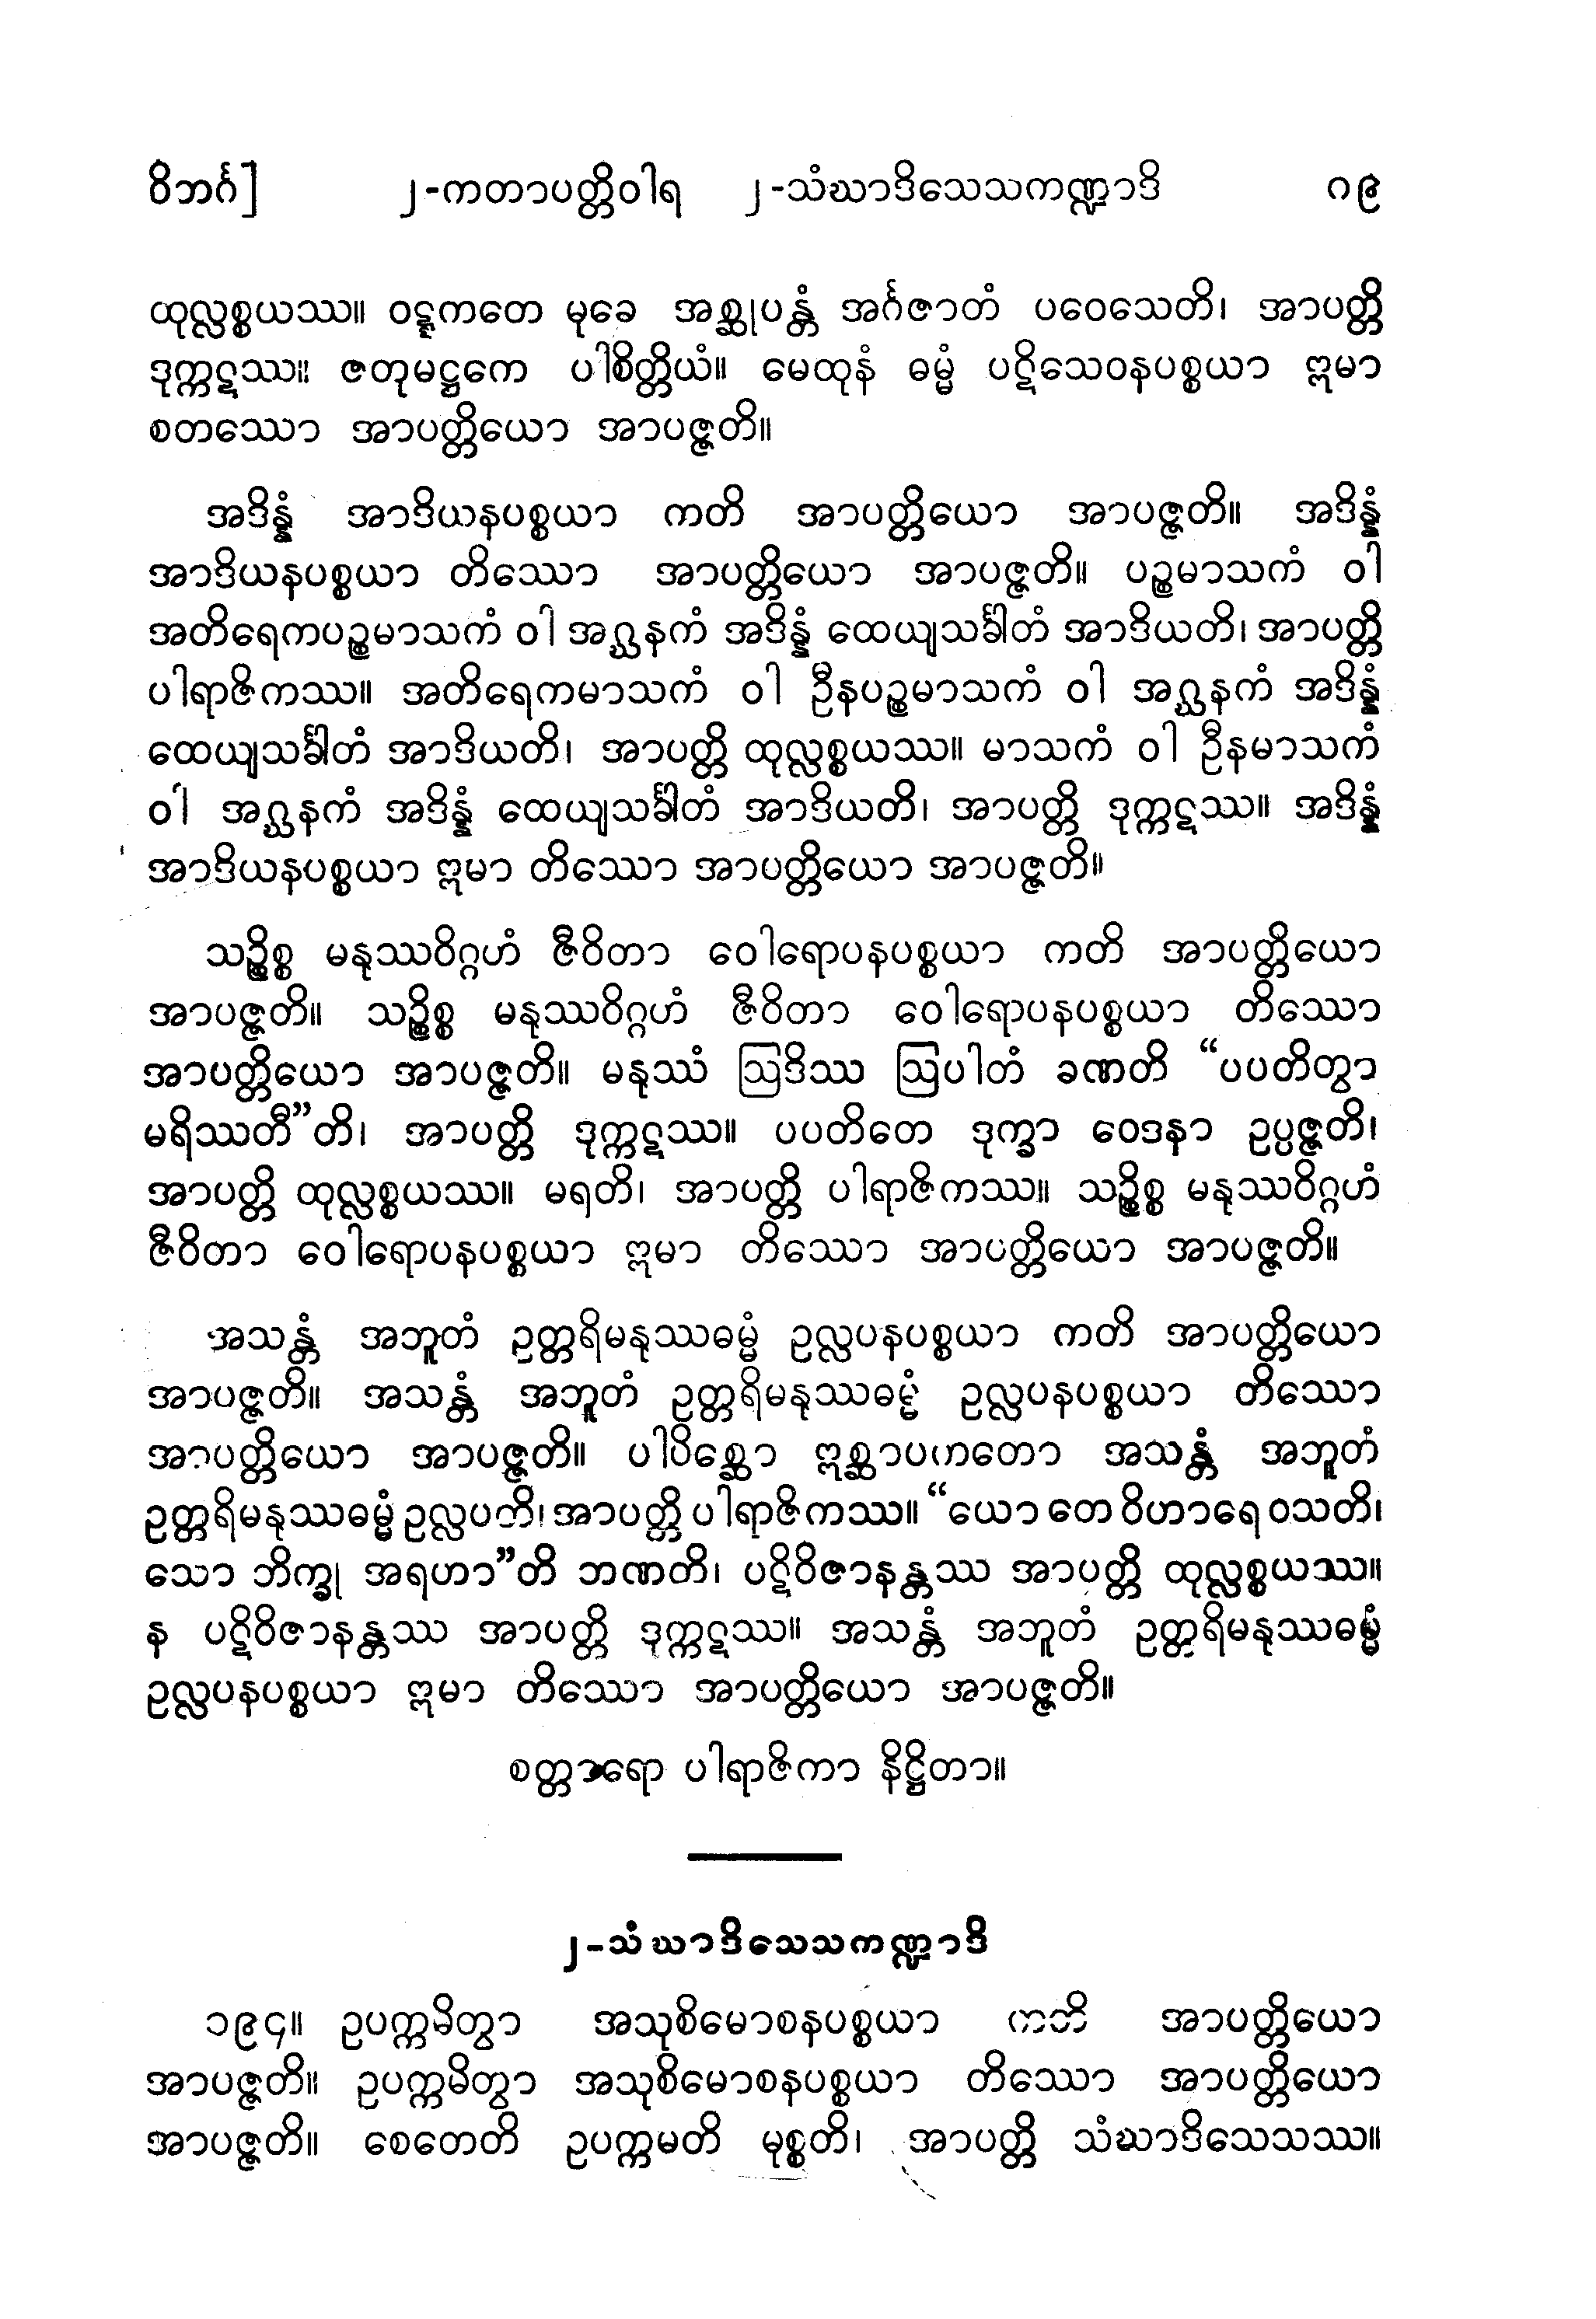 ဝိဘင်္ဂ] ၂-ကတာပတ္တိဝါရ ၂-သံဃာဒိသေသကဏ္ဍာဒိ ဂ၉
ထုလ္လစ္စယဿ။ ဝဋ္ဋကတေ မုခေ အစ္ဆုပန္တံ အင်္ဂဇာတံ ပဝေသေတိ၊ အာပတ္တိ
ဒုက္ကဋဿ။ ဇတုမဋ္ဌကေ ပါစိတ္တိယံ။ မေထုနံ ဓမ္မံ ပဋိသေဝနပစ္စယာ ဣမာ
စတဿော အာပတ္တိယော အာပဇ္ဇတိ။
အဒိန္နံ အာဒိယနပစ္စယာ ကတိ အာပတ္တိယော အာပဇ္ဇတိ။ အဒိန္နံ
အာဒိယနပစ္စယာ တိဿော အာပတ္တိယော အာပဇ္ဇတိ။ ပဉ္စမာသကံ ဝါ
အတိရေကပဉ္စမာသကံ ဝါ အဂ္ဃနကံ အဒိန္နံ ထေယျသင်္ခါတံ အာဒိယတိ၊ အာပတ္တိ
ပါရာဇိကဿ။ အတိရေကမာသကံ ဝါ ဦနပဉ္စမာသကံ ဝါ အဂ္ဃနကံ အဒိန္နံ
ထေယျသင်္ခါတံ အာဒိယတိ၊ အာပတ္တိ ထုလ္လစ္စယဿ။ မာသကံ ဝါ ဦနမာသကံ
ဝါ အဂ္ဃနကံ အဒိန္နံ ထေယျသင်္ခါတံ အာဒိယတိ၊ အာပတ္တိ ဒုက္ကဋဿ။ အဒိန္နံ
အာဒိယနပစ္စယာ ဣမာ တိဿော အာပတ္တိယော အာပဇ္ဇတိ။
သဉ္စိစ္စ မနုဿဝိဂ္ဂဟံ ဇီဝိတာ ဝေါရောပနပစ္စယာ ကတိ အာပတ္တိယော
အာပဇ္ဇတိ။ သဉ္စိစ္စ မနုဿဝိဂ္ဂဟံ ဇီဝိတာ ဝေါရောပနပစ္စယာ တိဿော
အာပတ္တိယော အာပဇ္ဇတိ။ မနုဿံ ဩဒိဿ ဩပါတံ ခဏတိ “ပပတိတွာ
မရိဿတီ”တိ၊ အာပတ္တိ ဒုက္ကဋဿ။ ပပတိတေ ဒုက္ခာ ဝေဒနာ ဥပ္ပဇ္ဇတိ၊
အာပတ္တိ ထုလ္လစ္စယဿ။ မရတိ၊ အာပတ္တိ ပါရာဇိကဿ။ သဉ္စိစ္စ မနုဿဝိဂ္ဂဟံ
ဇီဝိတာ ဝေါရောပနပစ္စယာ ဣမာ တိဿော အာပတ္တိယော အာပဇ္ဇတိ။
အသန္တံ အဘူတံ ဥတ္တရိမနုဿဓမ္မံ ဥလ္လပနပစ္စယာ ကတိ အာပတ္တိယော
အာပဇ္ဇတိ။ အသန္တံ အဘူတံ ဥတ္တရိမနုဿဓမ္မံ ဥလ္လပနပစ္စယာ တိဿော
အာပတ္တိယော အာပဇ္ဇတိ။ ပါပိစ္ဆော ဣစ္ဆာပကတော အသန္တံ အဘူတံ
ဥတ္တရိမနုဿဓမ္မံ ဥလ္လပတိ၊ အာပတ္တိ ပါရာဇိကဿ။ “ယော တေ ဝိဟာရေ ဝသတိ၊
သော ဘိက္ခု အရဟာ”တိ ဘဏတိ၊ ပဋိဝိဇာနန္တဿ အာပတ္တိ ထုလ္လစ္စယဿ။
န ပဋိဝိဇာနန္တဿ အာပတ္တိ ဒုက္ကဋဿ။ အသန္တံ အဘူတံ ဥတ္တရိမနုဿဓမ္မံ
ဥလ္လပနပစ္စယာ ဣမာ တိဿော အာပတ္တိယော အာပဇ္ဇတိ။
စတ္တာရော ပါရာဇိကာ နိဋ္ဌိတာ။
၂-သံဃာဒိသေသကဏ္ဍာဒိ
၁၉၄။ ဥပက္ကမိတွာ အသုစိမောစနပစ္စယာ ကတိ အာပတ္တိယော
အာပဇ္ဇတိ။ ဥပက္ကမိတွာ အသုစိမောစနပစ္စယာ တိဿော အာပတ္တိယော
အာပဇ္ဇတိ။ စေတေတိ ဥပက္ကမတိ မုစ္စတိ၊ အာပတ္တိ သံဃာဒိသေသဿ။